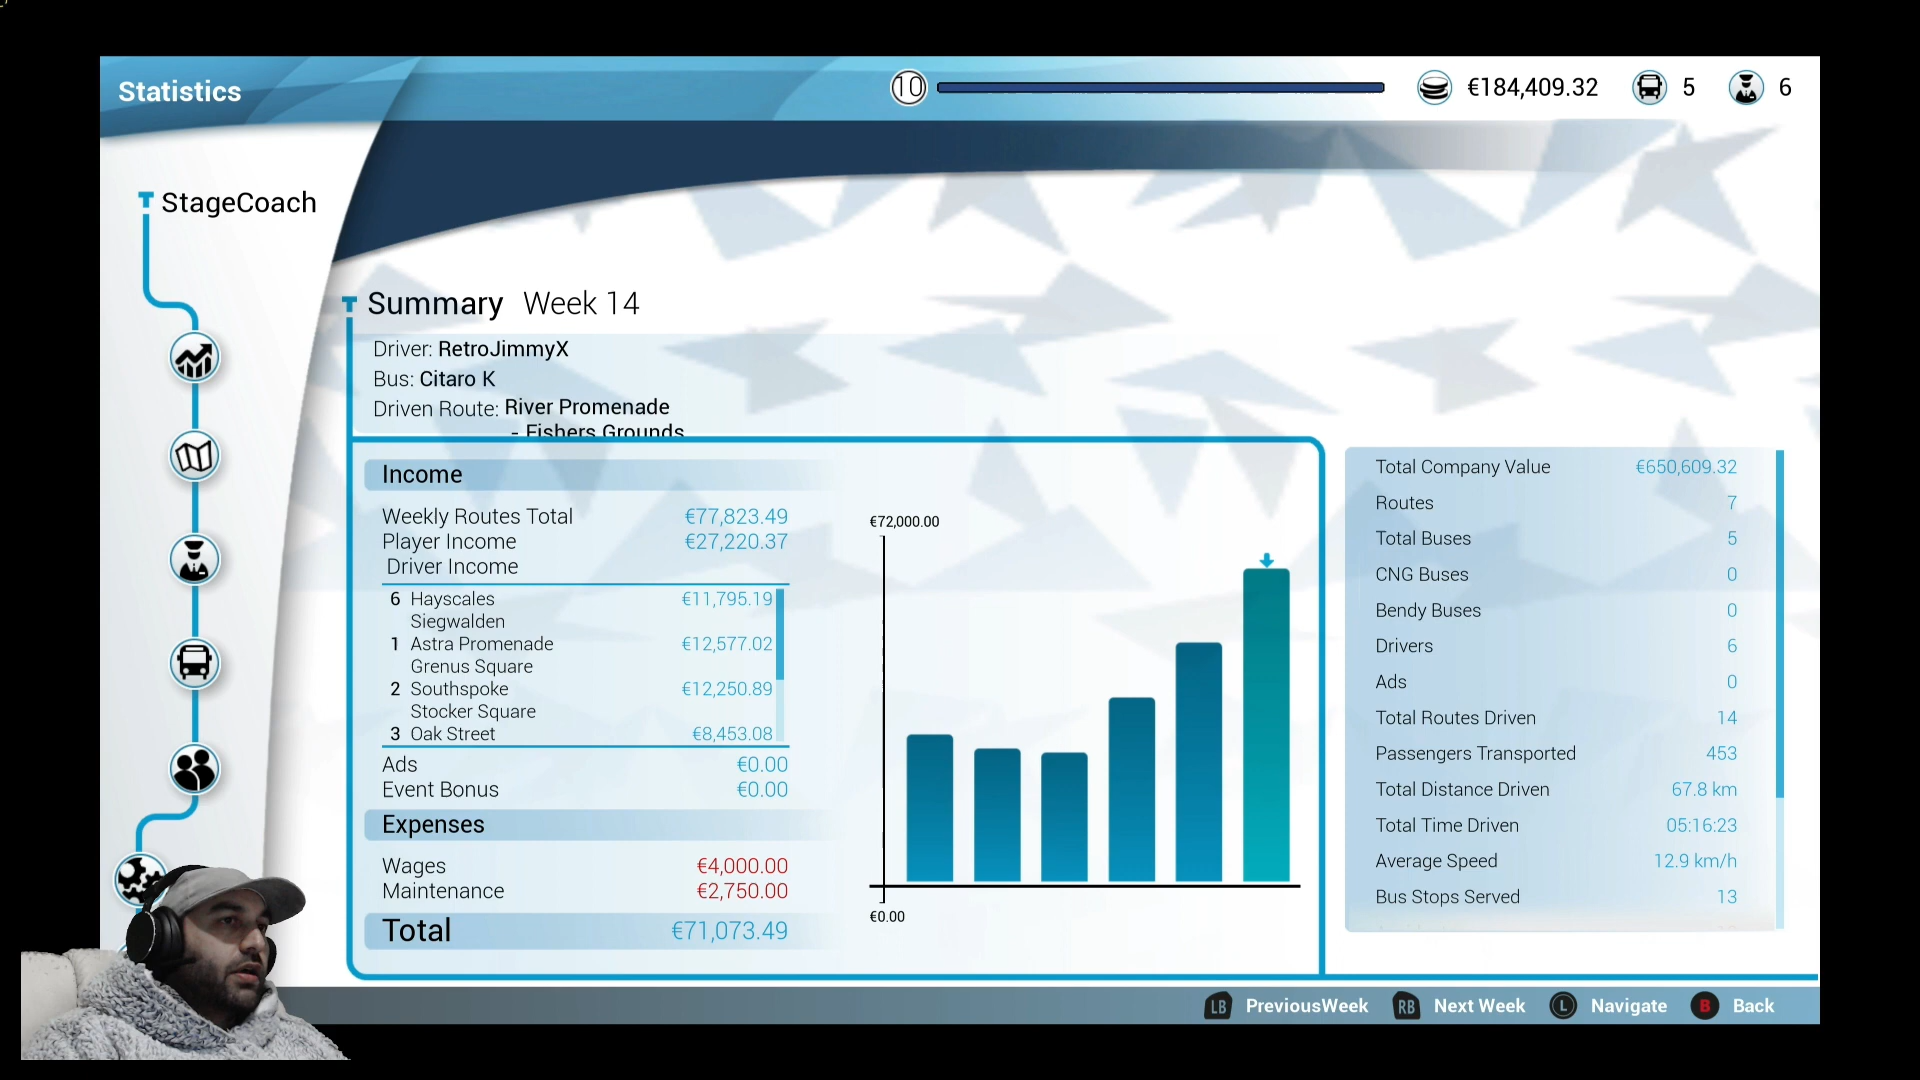 Statistics
10
€184,409.32
5
6
StageCoach
Summary Week 14
Driver: RetroJimmyX
Bus: Citaro K
Driven Route: River Promenade
- Fishers Grounds
Income
Weekly Routes Total €77,823.49
Player Income €27,220.37
Driver Income
6 Hayscales €11,795.19
Siegwalden
1 Astra Promenade €12,577.02
Grenus Square
2 Southspoke €12,250.89
Stocker Square
3 Oak Street €8,453.08
Ads €0.00
Event Bonus €0.00
Expenses
Wages €4,000.00
Maintenance €2,750.00
Total €71,073.49
€72,000.00
€0.00
Total Company Value €650,609.32
Routes 7
Total Buses 5
CNG Buses 0
Bendy Buses 0
Drivers 6
Ads 0
Total Routes Driven 14
Passengers Transported 453
Total Distance Driven 67.8 km
Total Time Driven 05:16:23
Average Speed 12.9 km/h
Bus Stops Served 13
LB PreviousWeek RB Next Week L Navigate B Back